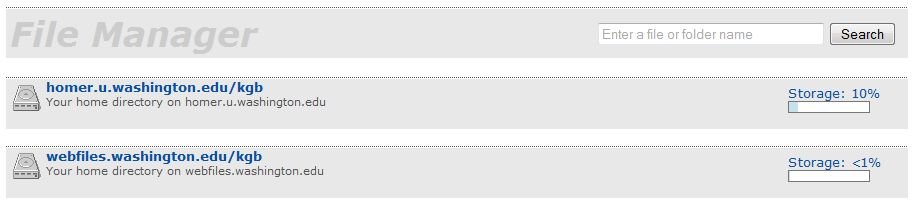 File Manager
Enter a file or folder name
Search
homer.u.washington.edu/kgb
Your home directory on homer.u.washington.edu
Storage: 10%
webfiles.washington.edu/kgb
Your home directory on webfiles.washington.edu
Storage: <1%